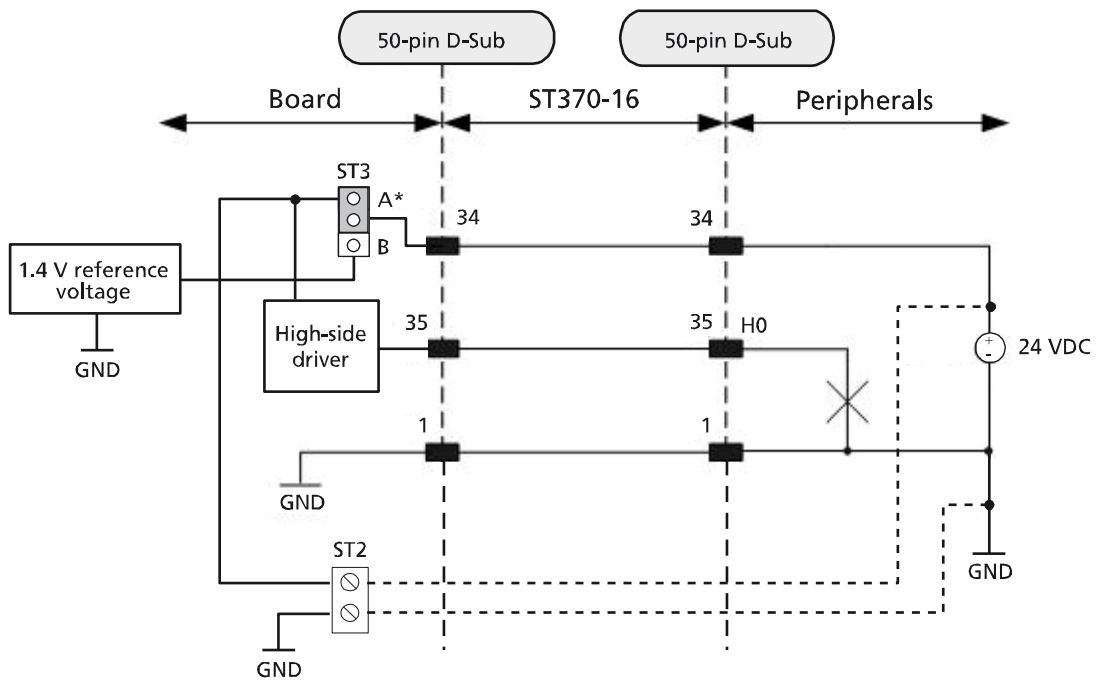 50-pin D-Sub
50-pin D-Sub
Board
ST370-16
Peripherals
ST3
A*
34
34
B
1.4 V reference
voltage
GND
High-side
driver
35
35
H0
+
-
24 VDC
1
1
GND
ST2
GND
GND